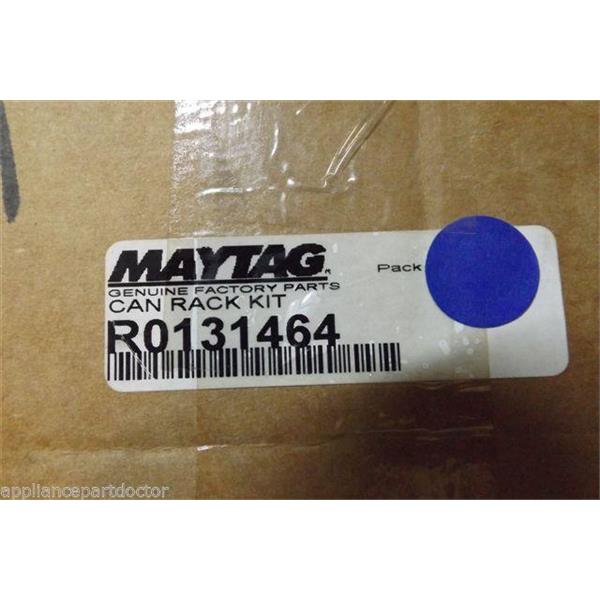 MAYTAG®
GENUINE FACTORY PARTS
Pack
CAN RACK KIT
R0131464
appliancepartdoctor